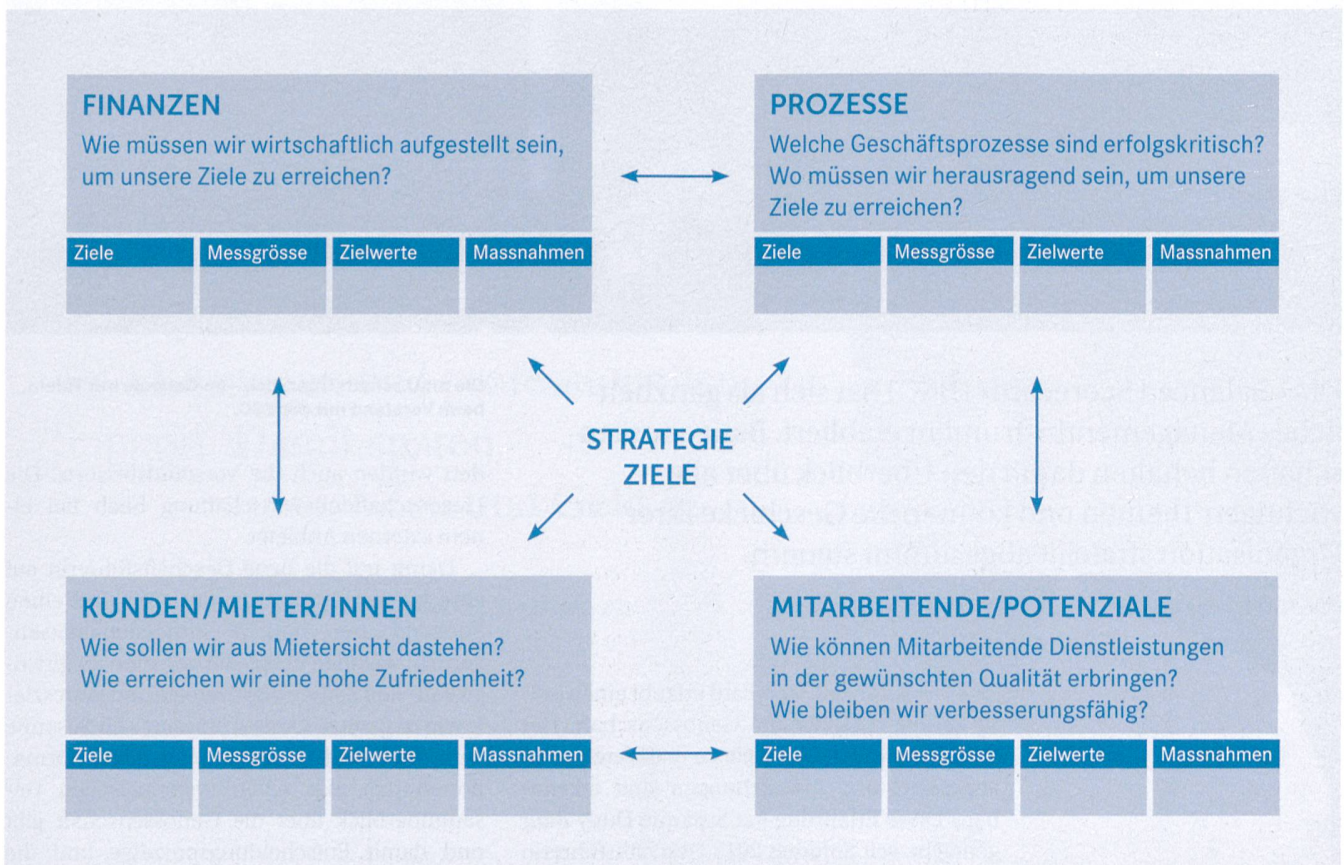 FINANZEN
Wie müssen wir wirtschaftlich aufgestellt sein,
um unsere Ziele zu erreichen?
Ziele Messgrösse Zielwerte Massnahmen
PROZESSE
Welche Geschäftsprozesse sind erfolgskritisch?
Wo müssen wir herausragend sein, um unsere
Ziele zu erreichen?
Ziele Messgrösse Zielwerte Massnahmen
STRATEGIE
ZIELE
KUNDEN/MIETER/INNEN
Wie sollen wir aus Mietersicht dastehen?
Wie erreichen wir eine hohe Zufriedenheit?
Ziele Messgrösse Zielwerte Massnahmen
MITARBEITENDE/POTENZIALE
Wie können Mitarbeitende Dienstleistungen
in der gewünschten Qualität erbringen?
Wie bleiben wir verbesserungsfähig?
Ziele Messgrösse Zielwerte Massnahmen